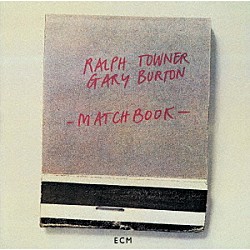 RALPH TOWNER
GARY BURTON
-MATCHBOOK-
ECM